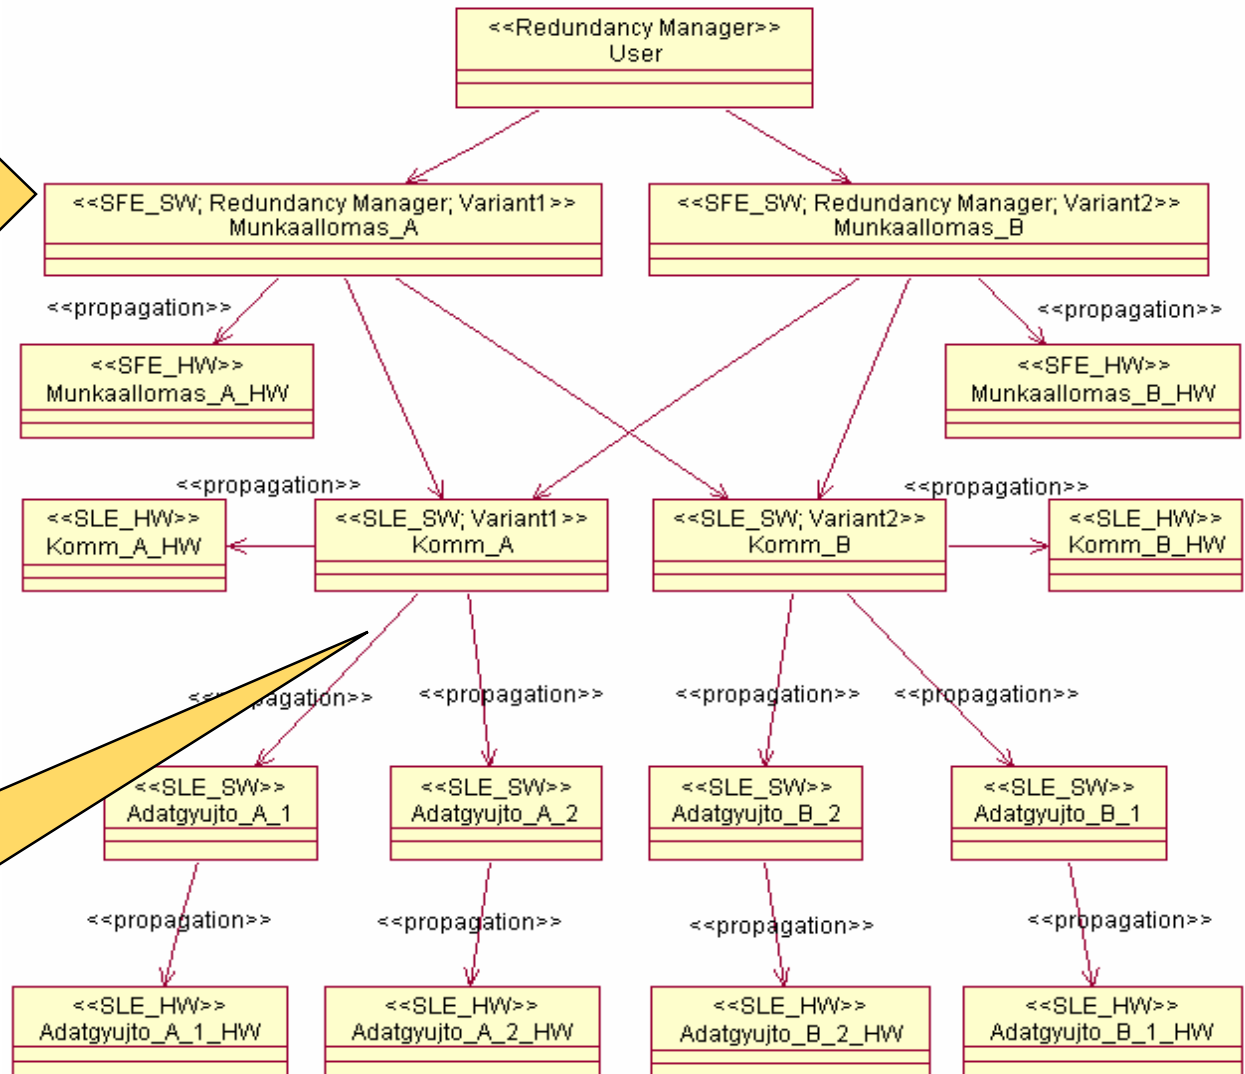 <<Redundancy Manager>>
User
<<SFE_SW; Redundancy Manager; Variant1>>
Munkaallomas_A
<<SFE_SW; Redundancy Manager; Variant2>>
Munkaallomas_B
<<propagation>>
<<propagation>>
<<SFE_HW>>
Munkaallomas_A_HW
<<SFE_HW>>
Munkaallomas_B_HW
<<propagation>>
<<propagation>>
<<SLE_HW>>
Komm_A_HW
<<SLE_SW; Variant1>>
Komm_A
<<SLE_SW; Variant2>>
Komm_B
<<SLE_HW>>
Komm_B_HW
<<propagation>>
<<propagation>>
<<propagation>>
<<propagation>>
<<SLE_SW>>
Adatgyujto_A_1
<<SLE_SW>>
Adatgyujto_A_2
<<SLE_SW>>
Adatgyujto_B_2
<<SLE_SW>>
Adatgyujto_B_1
<<propagation>>
<<propagation>>
<<propagation>>
<<propagation>>
<<SLE_HW>>
Adatgyujto_A_1_HW
<<SLE_HW>>
Adatgyujto_A_2_HW
<<SLE_HW>>
Adatgyujto_B_2_HW
<<SLE_HW>>
Adatgyujto_B_1_HW